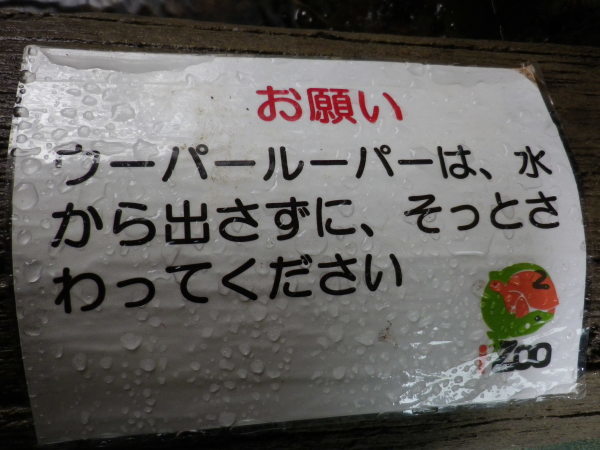 お願い
ウーパールーパーは、水
から出さずに、そっとさ
わってください
iZoo